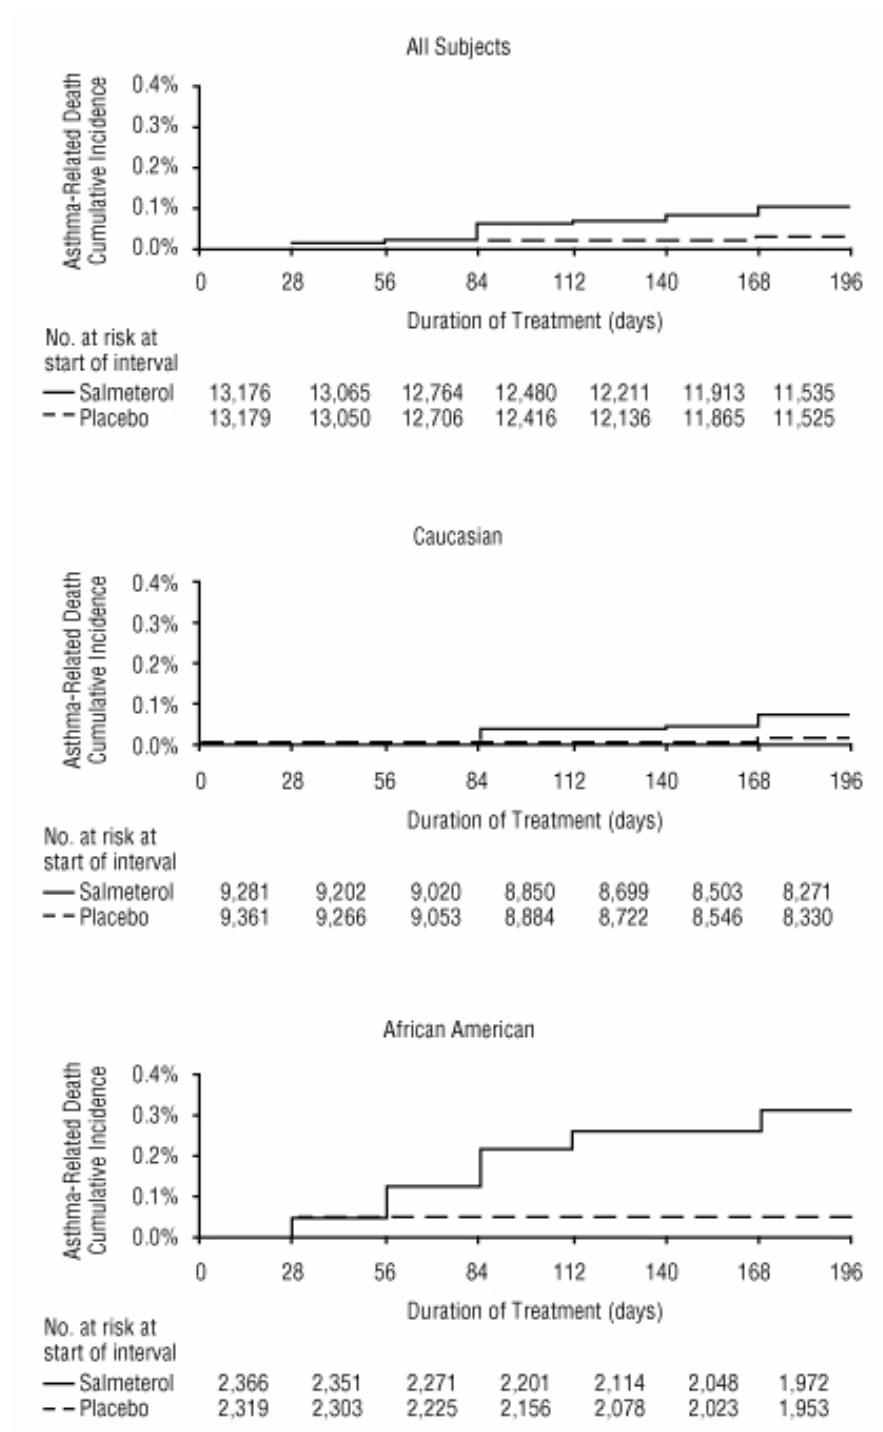 All Subjects
Asthma-Related Death
Cumulative Incidence
0.4%
0.3%
0.2%
0.1%
0.0%
0 28 56 84 112 140 168 196
Duration of Treatment (days)
No. at risk at
start of interval
Salmeterol 13,176 13,065 12,764 12,480 12,211 11,913 11,535
Placebo 13,179 13,050 12,706 12,416 12,136 11,865 11,525
Caucasian
Asthma-Related Death
Cumulative Incidence
0.4%
0.3%
0.2%
0.1%
0.0%
0 28 56 84 112 140 168 196
Duration of Treatment (days)
No. at risk at
start of interval
Salmeterol 9,281 9,202 9,020 8,850 8,699 8,503 8,271
Placebo 9,361 9,266 9,053 8,884 8,722 8,546 8,330
African American
Asthma-Related Death
Cumulative Incidence
0.4%
0.3%
0.2%
0.1%
0.0%
0 28 56 84 112 140 168 196
Duration of Treatment (days)
No. at risk at
start of interval
Salmeterol 2,366 2,351 2,271 2,201 2,114 2,048 1,972
Placebo 2,319 2,303 2,225 2,156 2,078 2,023 1,953